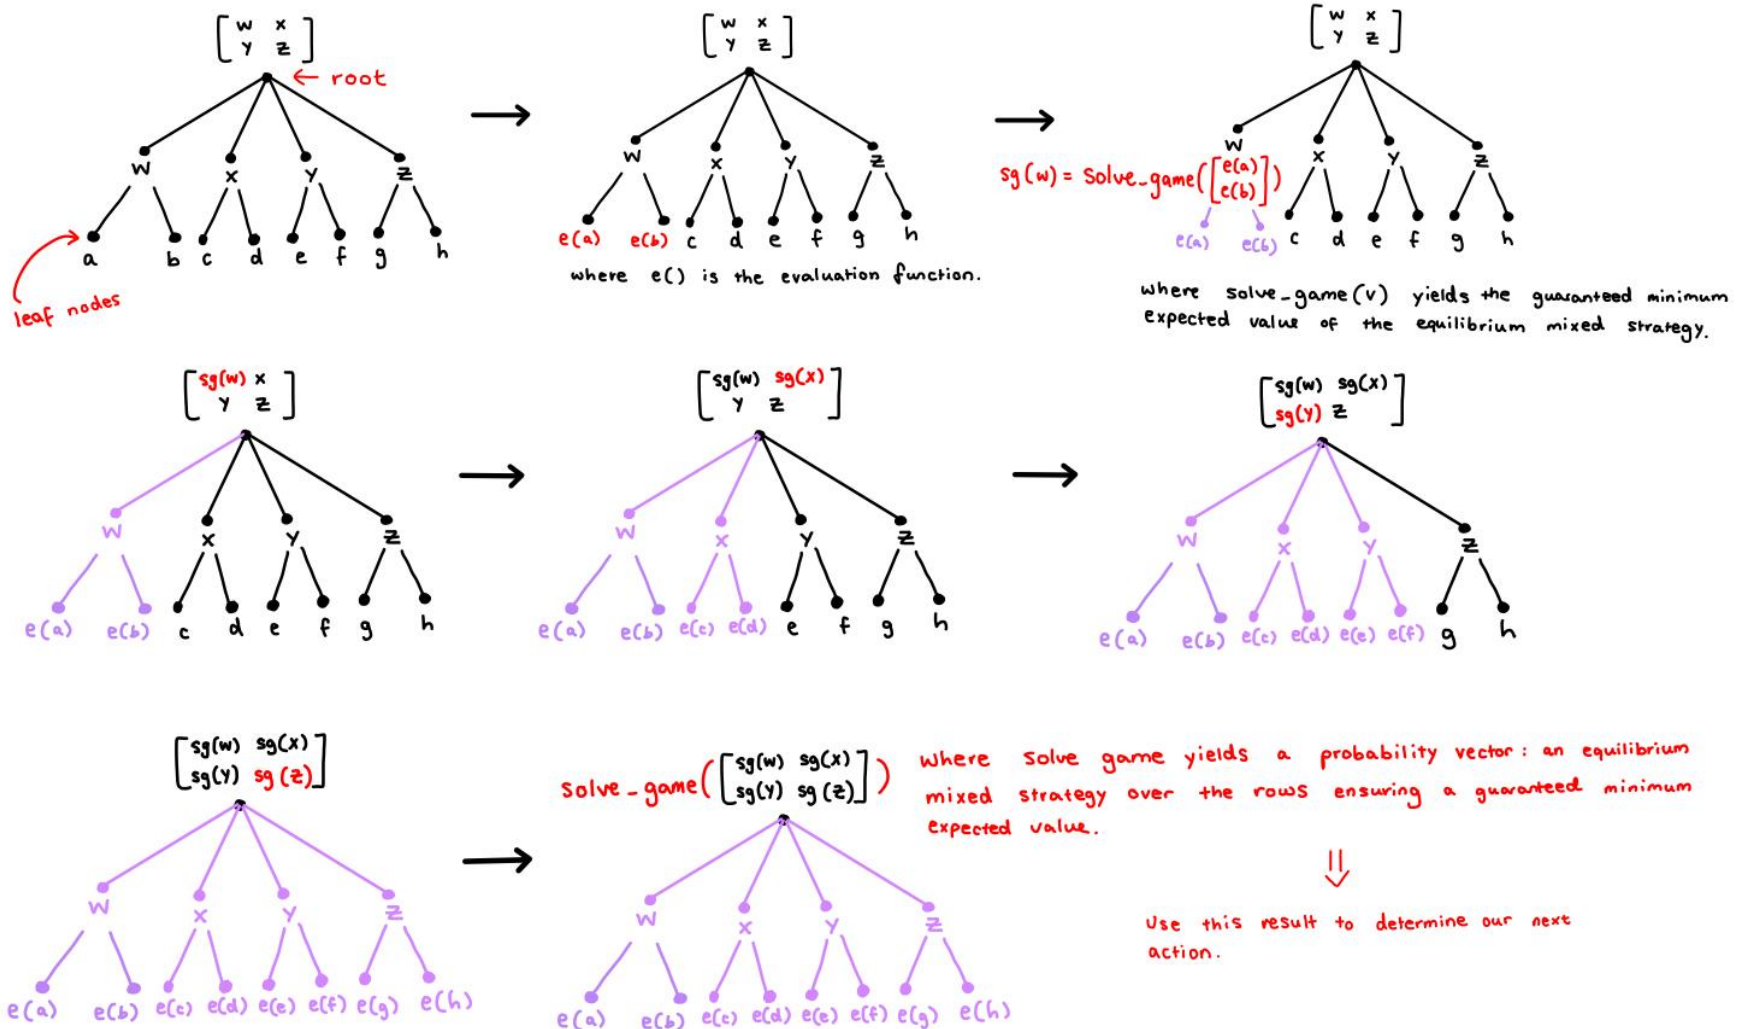 [w x
y z]
← root
w x y z
a b c d e f g h
leaf nodes
[w x
y z]
w x y z
e(a) e(b) c d e f g h
where e() is the evaluation function.
[w x
y z]
w x y z
sg(w) = solve_game([e(a)
e(b)])
e(a) e(b) c d e f g h
where solve_game(v) yields the guaranteed minimum
expected value of the equilibrium mixed strategy.
[sg(w) x
y z]
w x y z
e(a) e(b) c d e f g h
[sg(w) sg(x)
y z]
w x y z
e(a) e(b) e(c) e(d) e f g h
[sg(w) sg(x)
sg(y) z]
w x y z
e(a) e(b) e(c) e(d) e(e) e(f) g h
[sg(w) sg(x)
sg(y) sg(z)]
w x y z
e(a) e(b) e(c) e(d) e(e) e(f) e(g) e(h)
solve_game([sg(w) sg(x)
sg(y) sg(z)])
w x y z
e(a) e(b) e(c) e(d) e(e) e(f) e(g) e(h)
where solve game yields a probability vector: an equilibrium
mixed strategy over the rows ensuring a guaranteed minimum
expected value.
⇓
Use this result to determine our next
action.